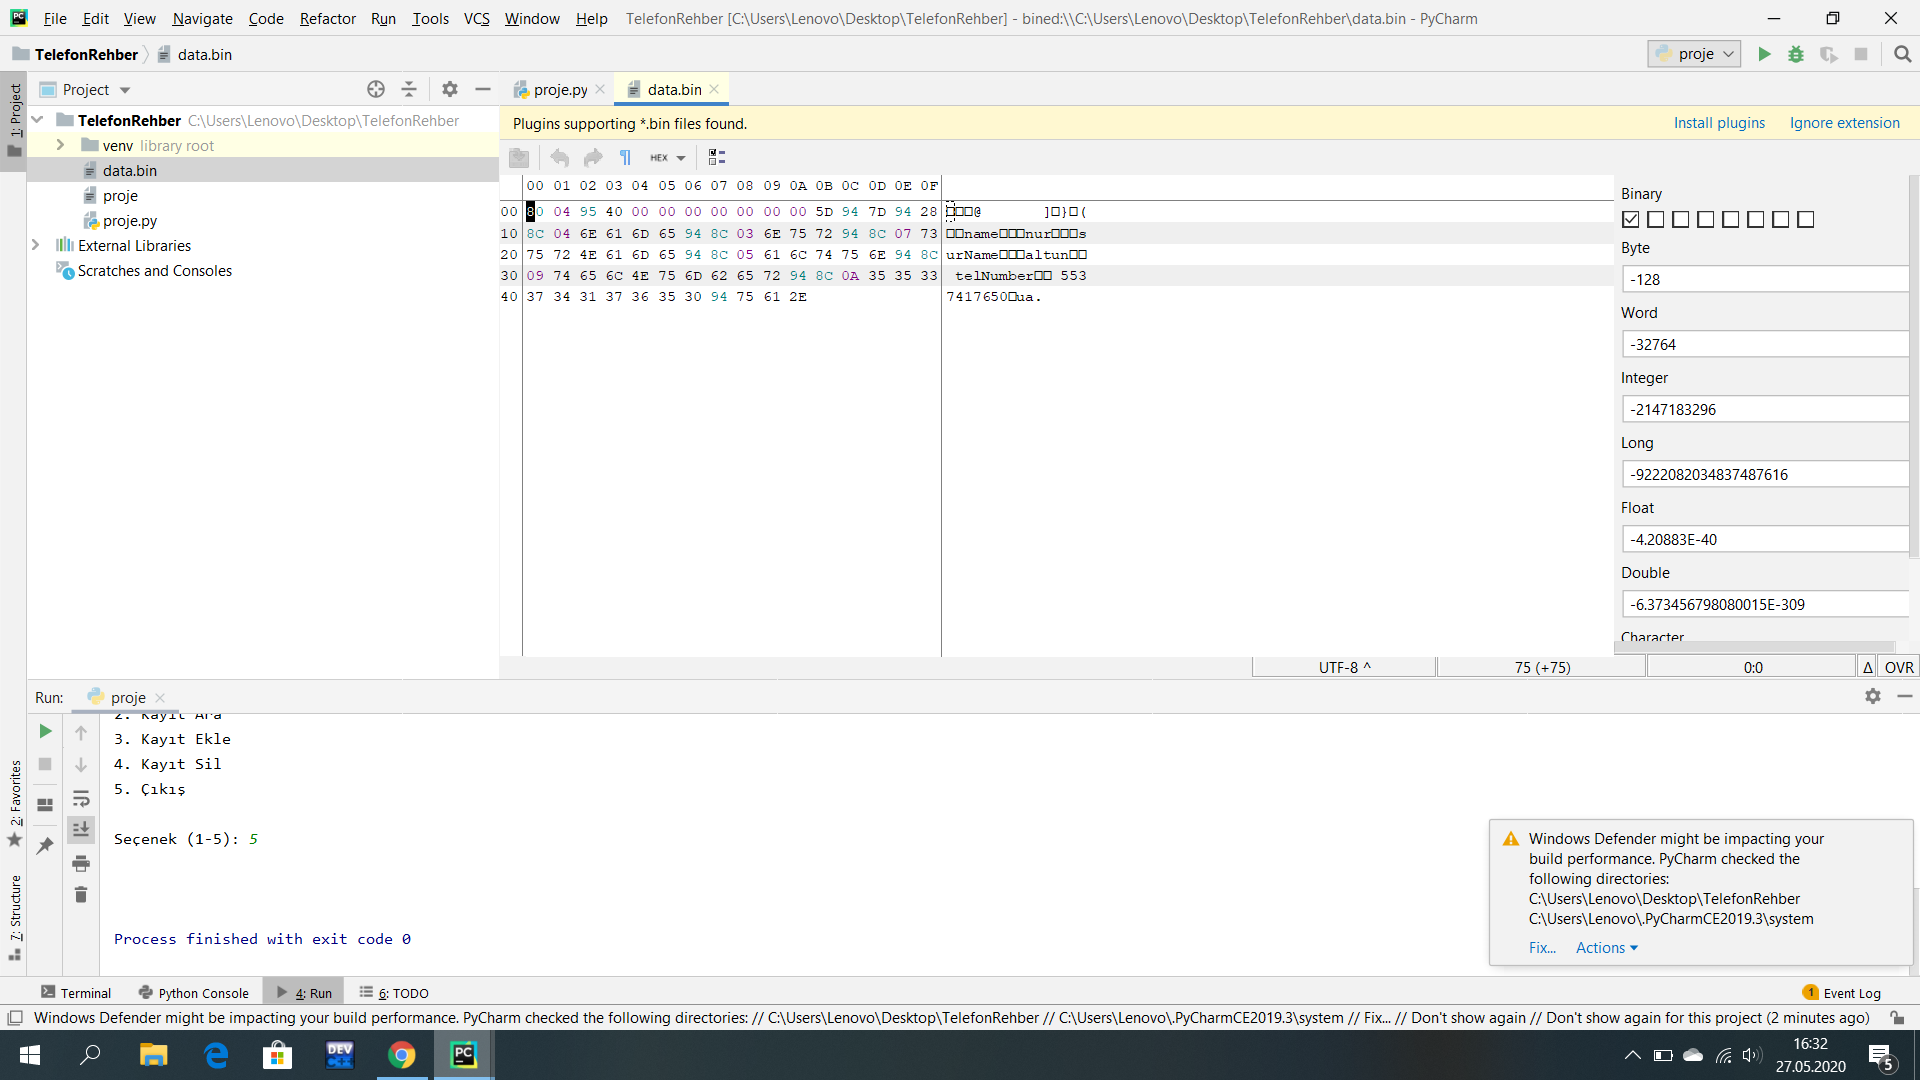 File Edit View Navigate Code Refactor Run Tools VCS Window Help TelefonRehber [C:\Users\Lenovo\Desktop\TelefonRehber] - bined:\\C:\Users\Lenovo\Desktop\TelefonRehber\data.bin - PyCharm
TelefonRehber data.bin proje
1: Project
Project
proje.py data.bin
TelefonRehber C:\Users\Lenovo\Desktop\TelefonRehber
venv library root
data.bin
proje
proje.py
External Libraries
Scratches and Consoles
Plugins supporting *.bin files found. Install plugins Ignore extension
HEX
00 01 02 03 04 05 06 07 08 09 0A 0B 0C 0D 0E 0F
00 80 04 95 40 00 00 00 00 00 00 00 5D 94 7D 94 28 □□□@ ]□}□(
10 8C 04 6E 61 6D 65 94 8C 03 6E 75 72 94 8C 07 73 □□name□□□nur□□□s
20 75 72 4E 61 6D 65 94 8C 05 61 6C 74 75 6E 94 8C urName□□□altun□□
30 09 74 65 6C 4E 75 6D 62 65 72 94 8C 0A 35 35 33 telNumber□□ 553
40 37 34 31 37 36 35 30 94 75 61 2E 7417650□ua.
Binary
Byte
-128
Word
-32764
Integer
-2147183296
Long
-9222082034837487616
Float
-4.20883E-40
Double
-6.373456798080015E-309
Character
UTF-8 ^ 75 (+75) 0:0 Δ OVR
Run: proje
2. Kayıt Ara
3. Kayıt Ekle
4. Kayıt Sil
5. Çıkış
Seçenek (1-5): 5
Process finished with exit code 0
2: Favorites
7: Structure
Windows Defender might be impacting your
build performance. PyCharm checked the
following directories:
C:\Users\Lenovo\Desktop\TelefonRehber
C:\Users\Lenovo\.PyCharmCE2019.3\system
Fix... Actions
Terminal Python Console 4: Run 6: TODO 1 Event Log
Windows Defender might be impacting your build performance. PyCharm checked the following directories: // C:\Users\Lenovo\Desktop\TelefonRehber // C:\Users\Lenovo\.PyCharmCE2019.3\system // Fix... // Don't show again // Don't show again for this project (2 minutes ago)
DEV C++ PC
16:32
27.05.2020
5